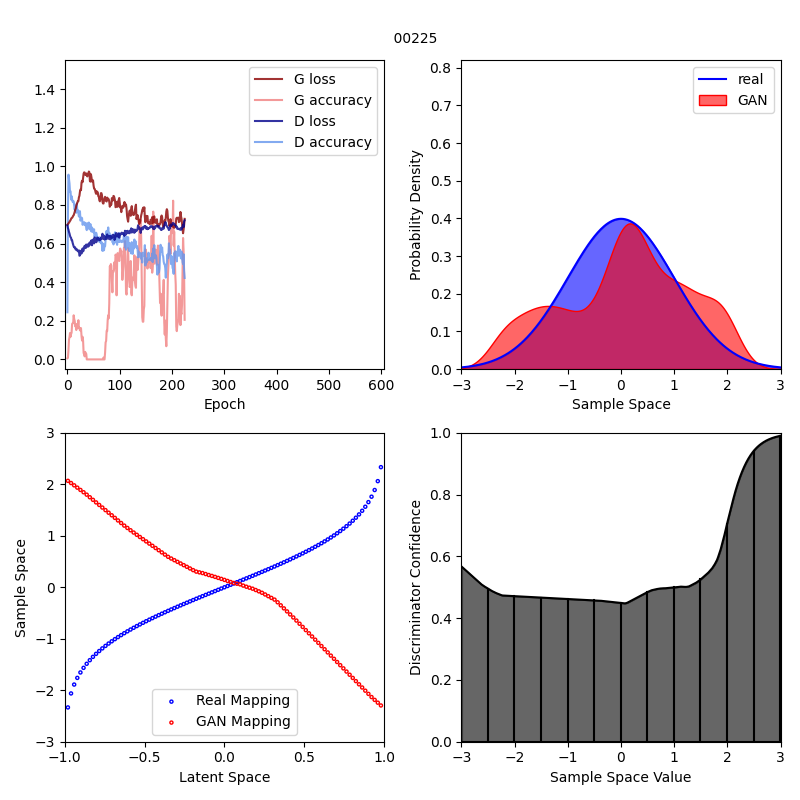 00225
G loss
G accuracy
D loss
D accuracy
1.4
1.2
1.0
0.8
0.6
0.4
0.2
0.0
0 100 200 300 400 500 600
Epoch
real
GAN
Probability Density
0.8
0.7
0.6
0.5
0.4
0.3
0.2
0.1
0.0
−3 −2 −1 0 1 2 3
Sample Space
Sample Space
3
2
1
0
−1
−2
−3
Real Mapping
GAN Mapping
−1.0 −0.5 0.0 0.5 1.0
Latent Space
Discriminator Confidence
1.0
0.8
0.6
0.4
0.2
0.0
−3 −2 −1 0 1 2 3
Sample Space Value